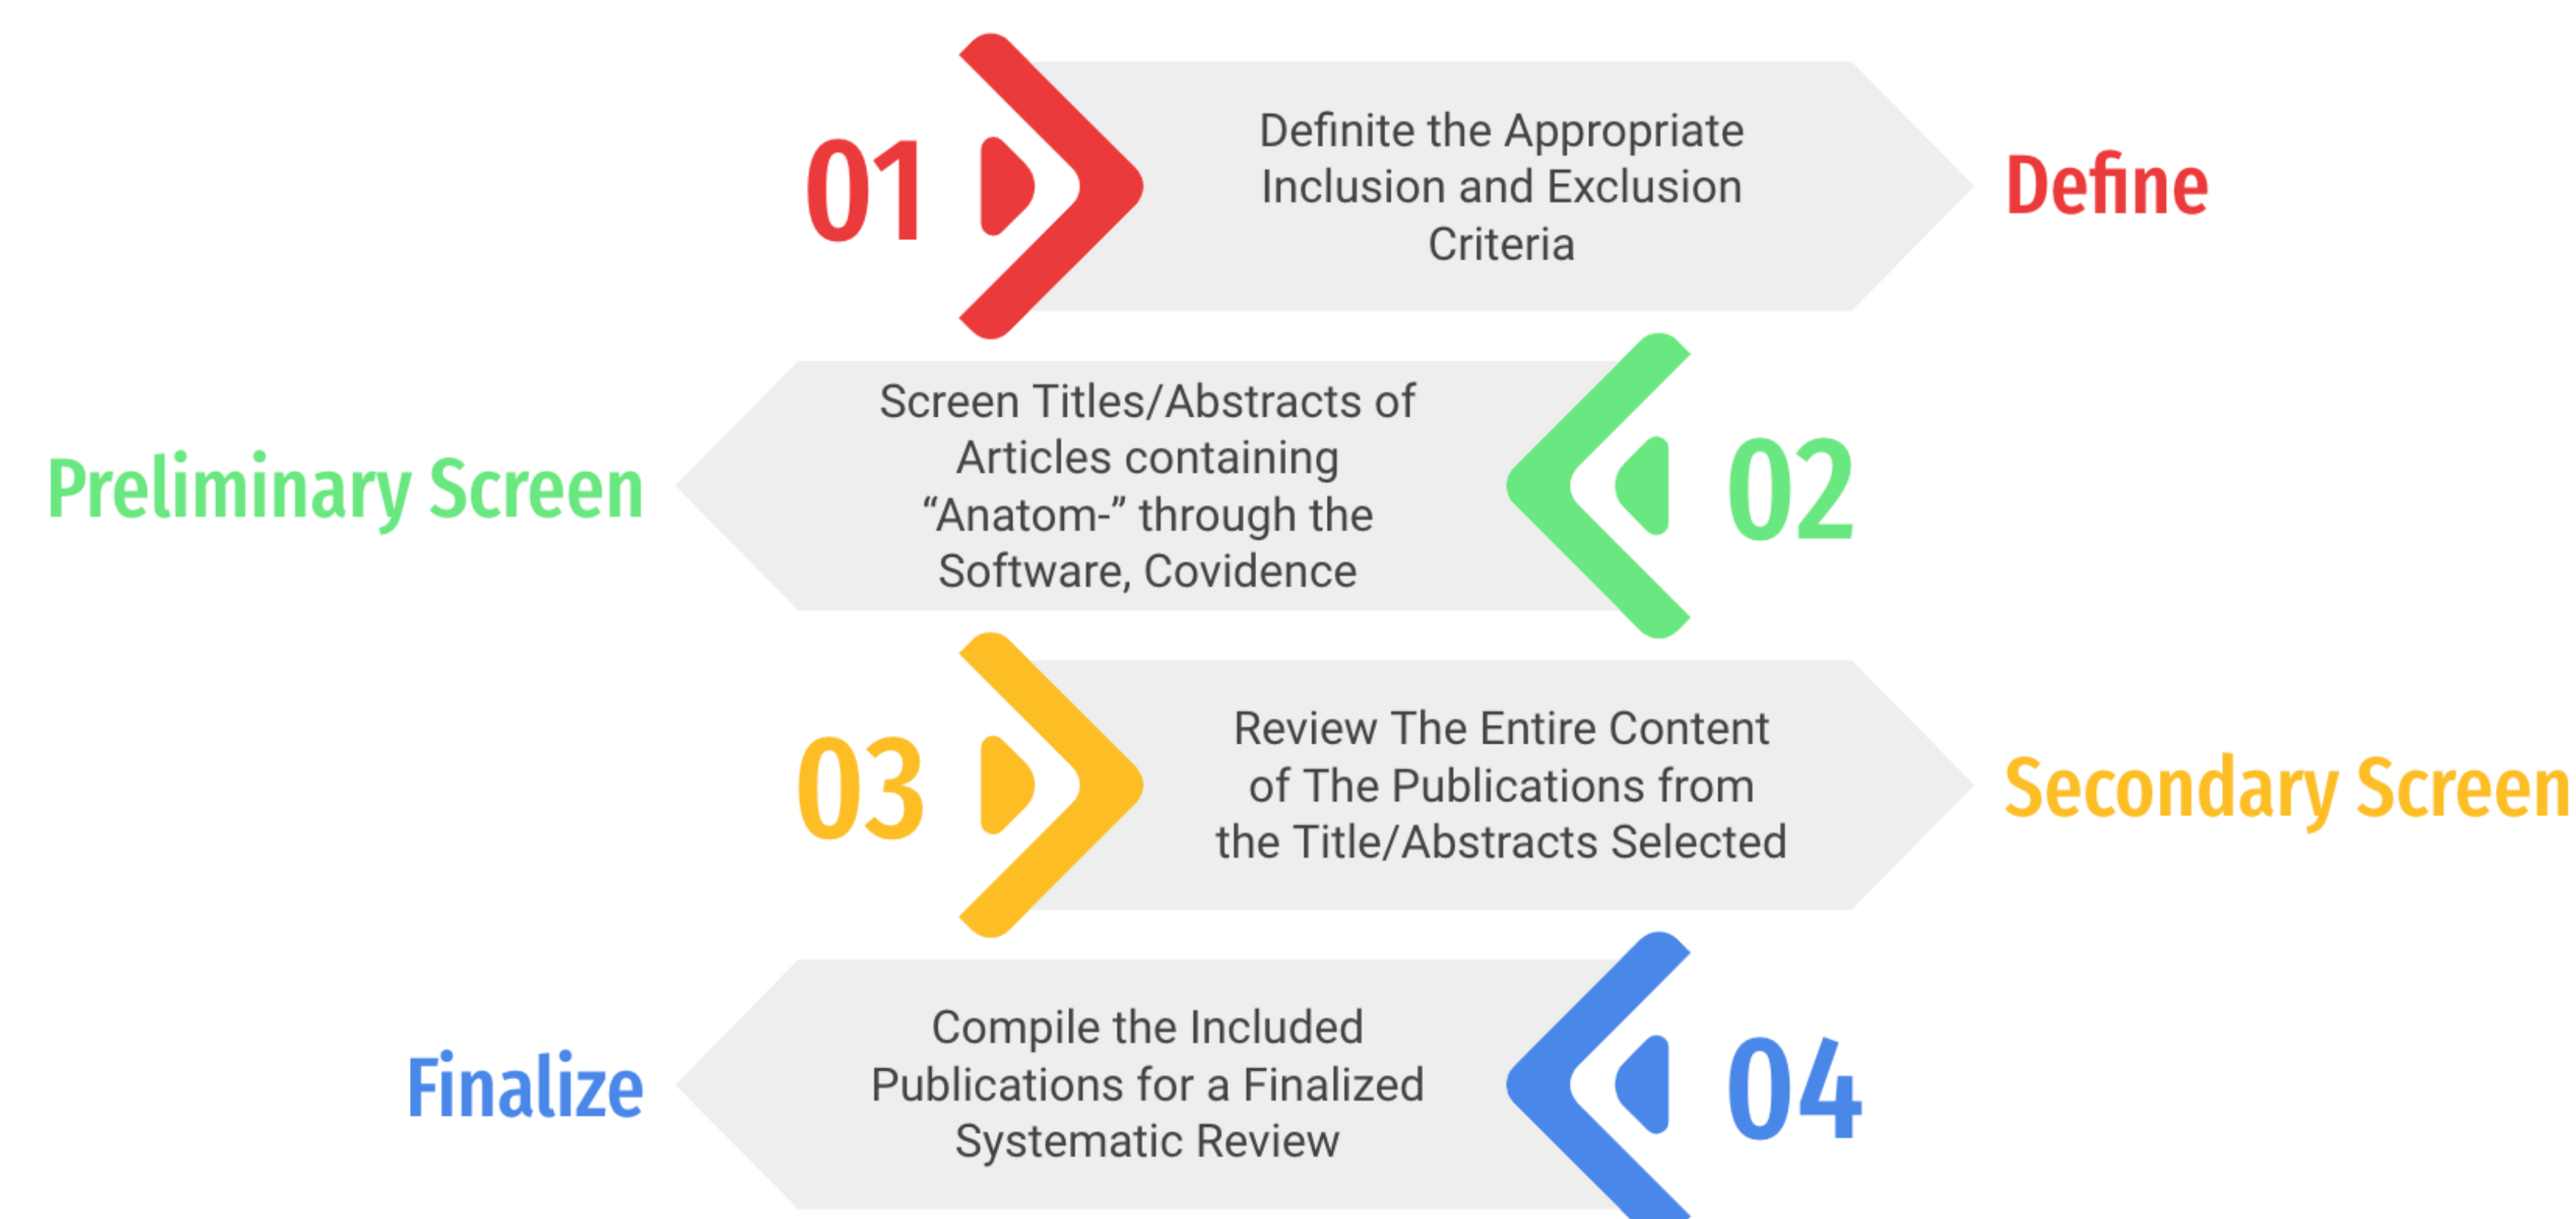 01
Definite the Appropriate
Inclusion and Exclusion
Criteria
Define
Preliminary Screen
Screen Titles/Abstracts of
Articles containing
“Anatom-” through the
Software, Covidence
02
03
Review The Entire Content
of The Publications from
the Title/Abstracts Selected
Secondary Screen
Finalize
Compile the Included
Publications for a Finalized
Systematic Review
04